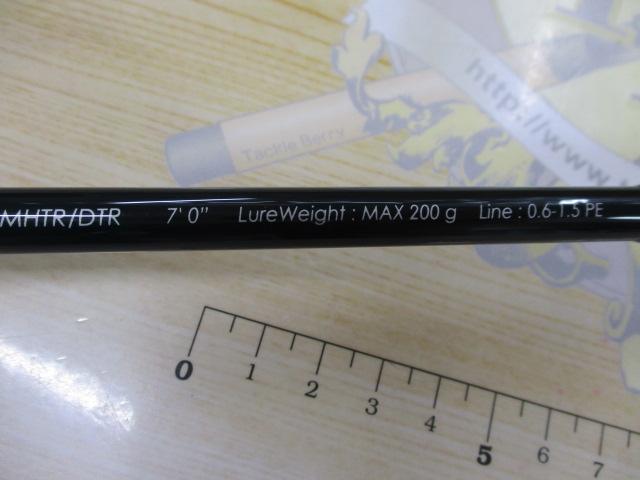 Tackle Berry
http://www.
MHTR/DTR 7'0" LureWeight : MAX 200 g Line : 0.6-1.5 PE
0 1 2 3 4 5 6 7